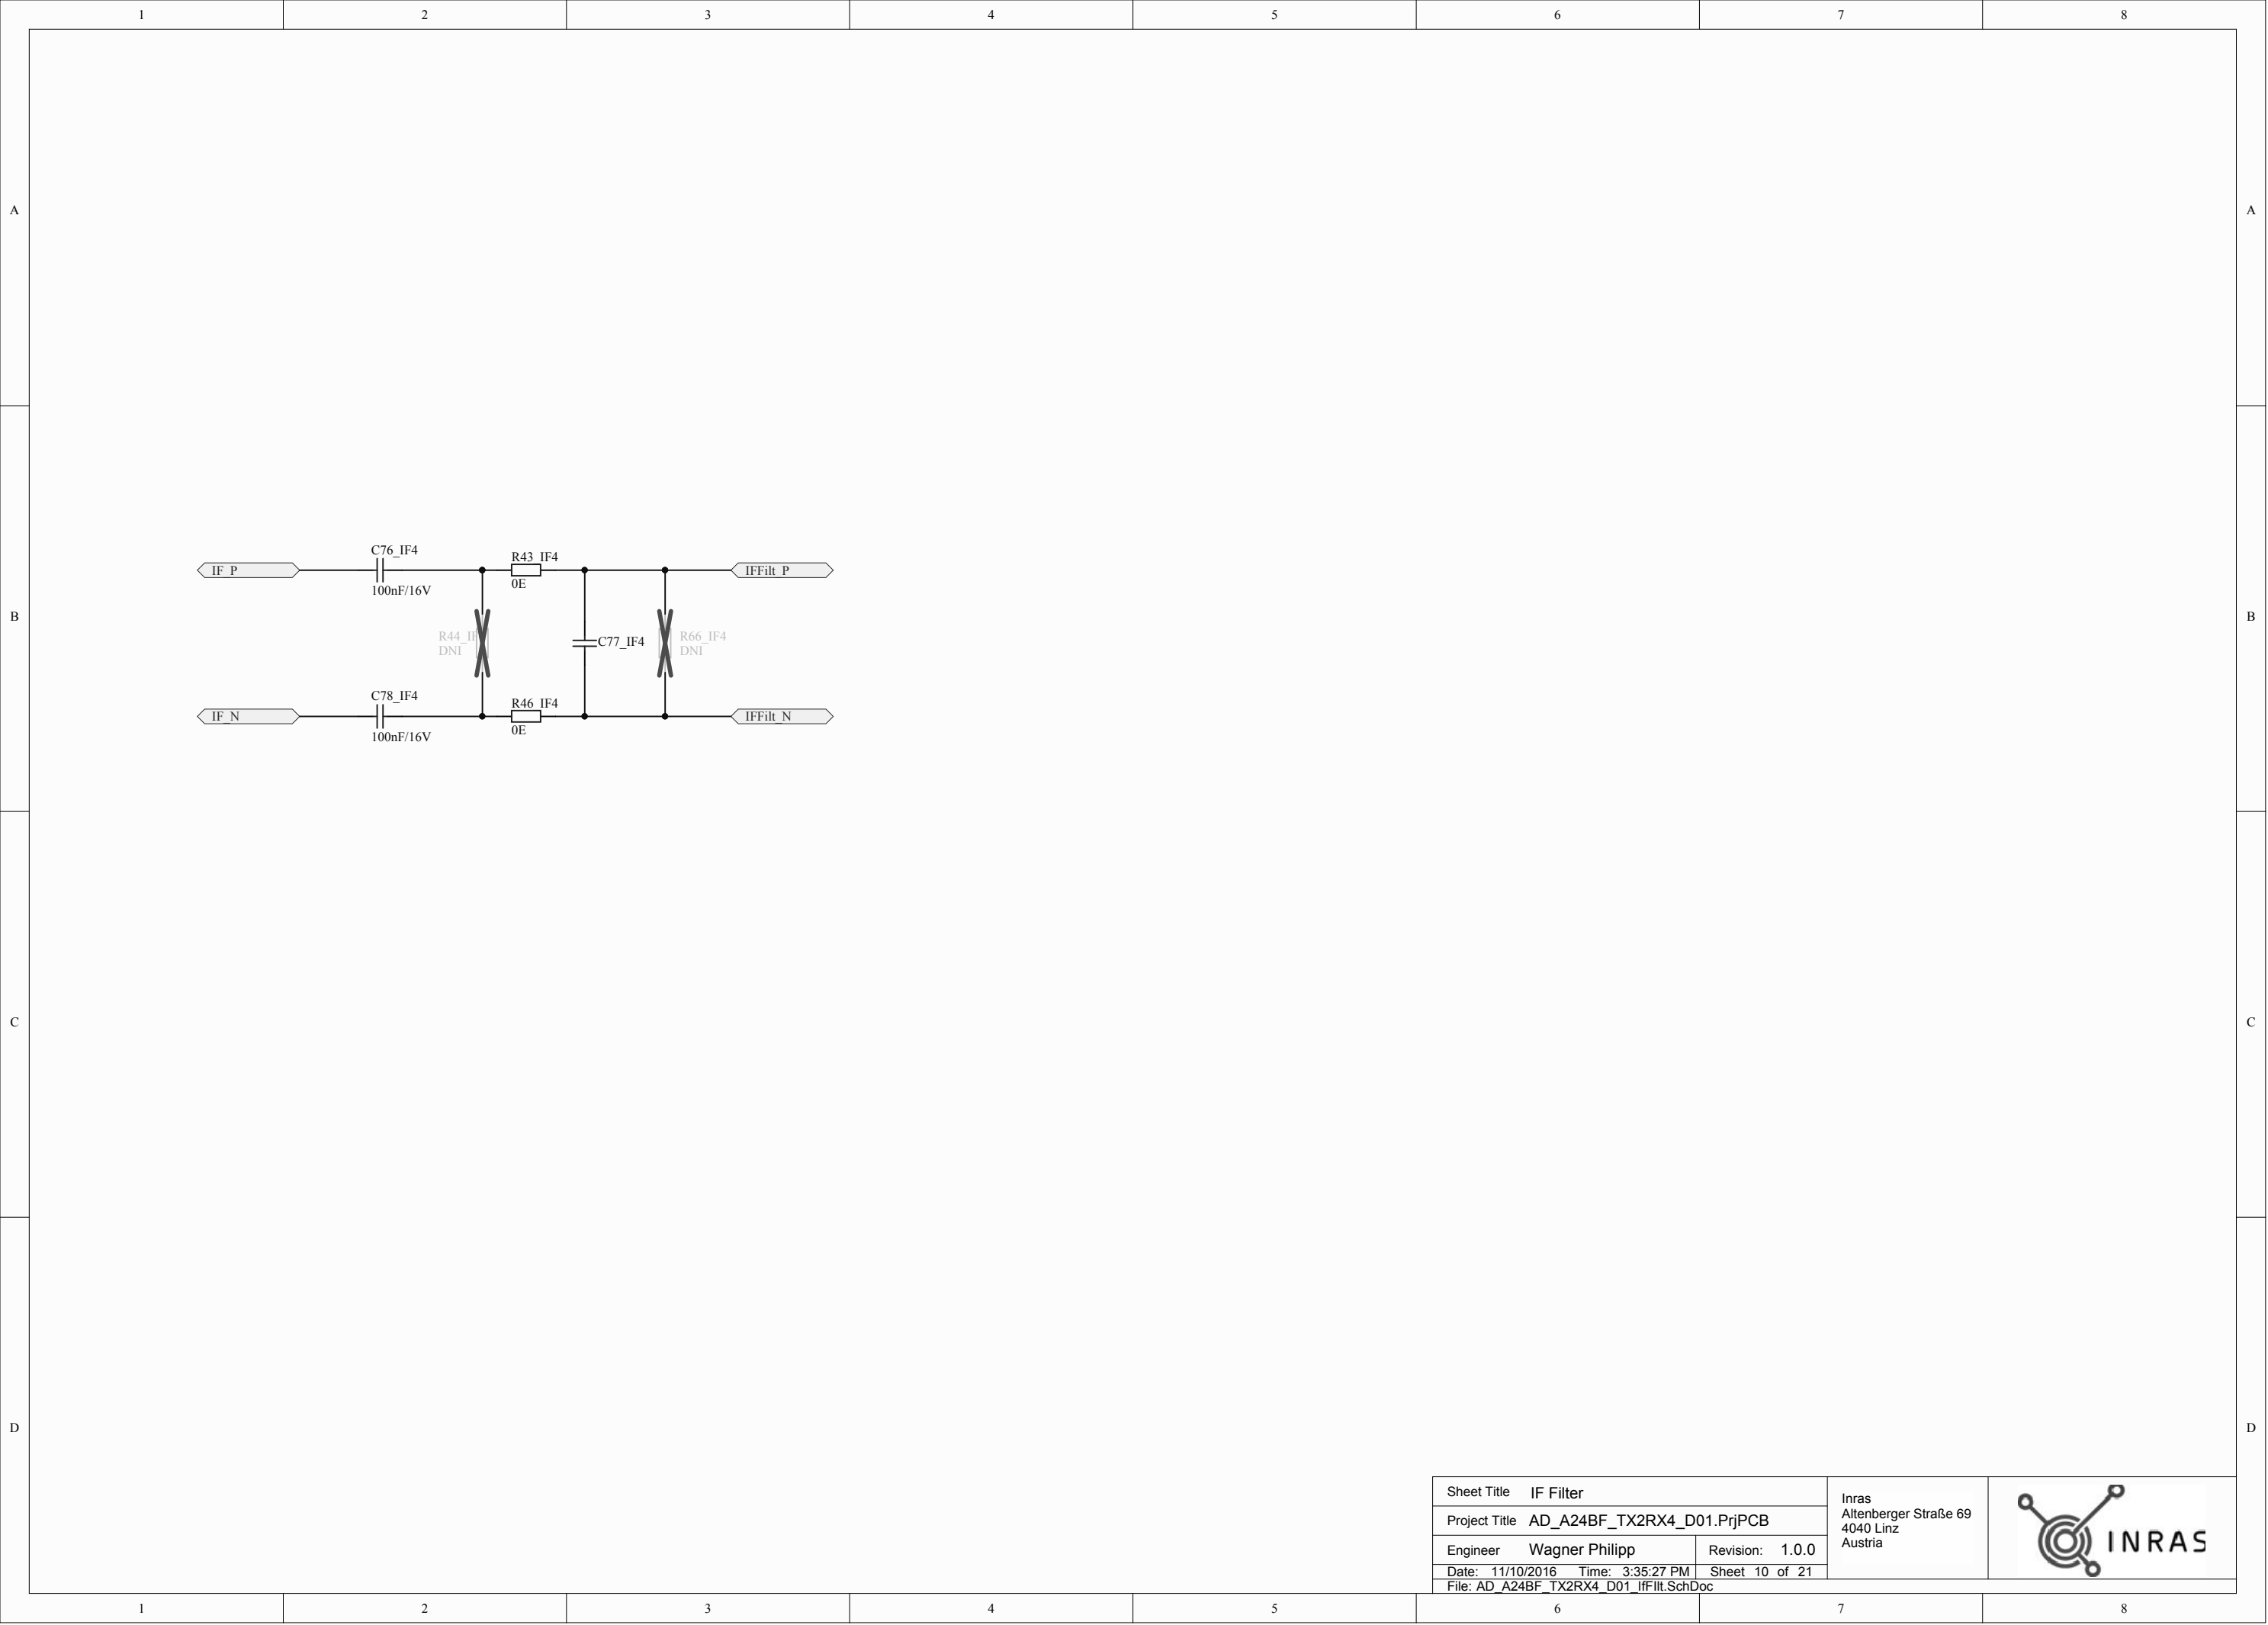 1 2 3 4 5 6 7 8
A A
C76_IF4
R43_IF4
IF_P IFFilt_P
0E
100nF/16V
B B
R44_IF
DNI
C77_IF4
R66_IF4
DNI
C78_IF4
R46_IF4
IF_N IFFilt_N
0E
100nF/16V
C C
D D
Sheet Title IF Filter
Project Title AD_A24BF_TX2RX4_D01.PrjPCB
Engineer Wagner Philipp Revision: 1.0.0
Date: 11/10/2016 Time: 3:35:27 PM Sheet 10 of 21
File: AD_A24BF_TX2RX4_D01_IfFIlt.SchDoc
Inras
Altenberger Straße 69
4040 Linz
Austria
INRAS
1 2 3 4 5 6 7 8